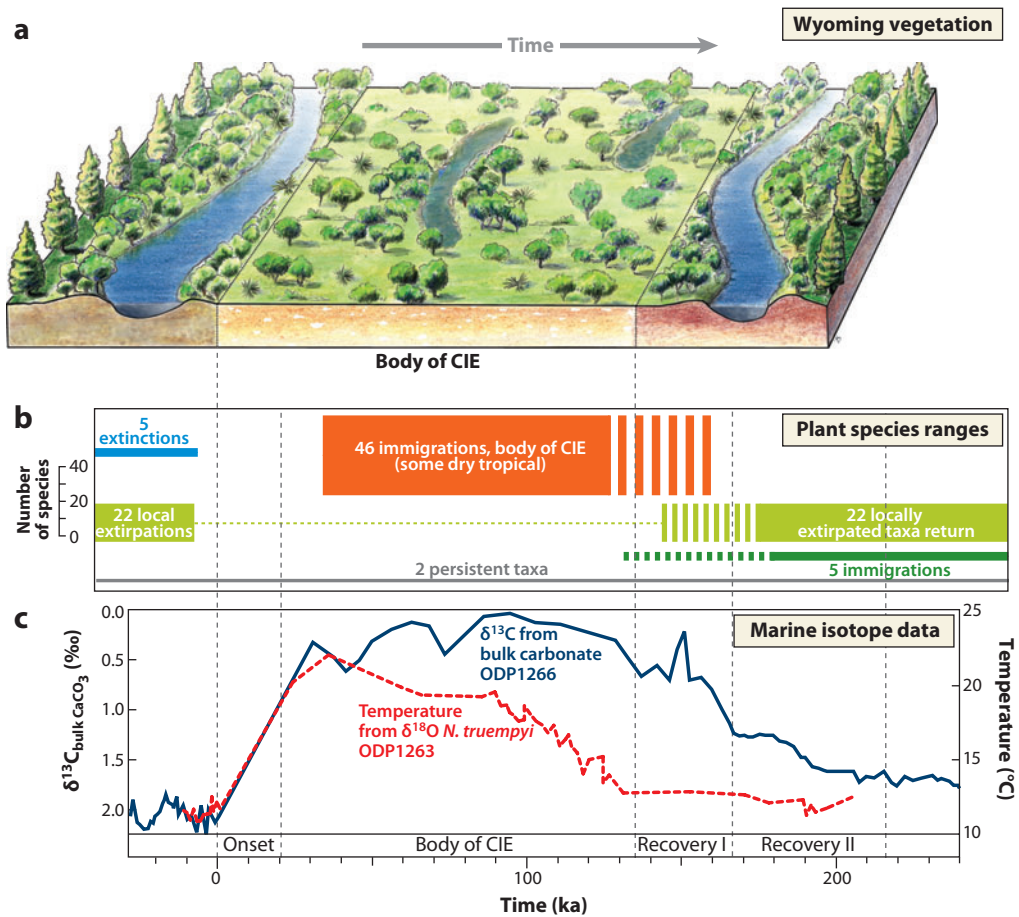 a
Wyoming vegetation
Time
Body of CIE
b
Plant species ranges
5
extinctions
46 immigrations, body of CIE
(some dry tropical)
Number
of species
40
20
0
22 local
extirpations
22 locally
extirpated taxa return
2 persistent taxa
5 immigrations
c
Marine isotope data
δ13C from
bulk carbonate
ODP1266
Temperature
from δ18O N. truempyi
ODP1263
δ13C bulk CaCO3 (‰)
0.0
0.5
1.0
1.5
2.0
Temperature (°C)
25
20
15
10
Onset
Body of CIE
Recovery I
Recovery II
0
100
200
Time (ka)